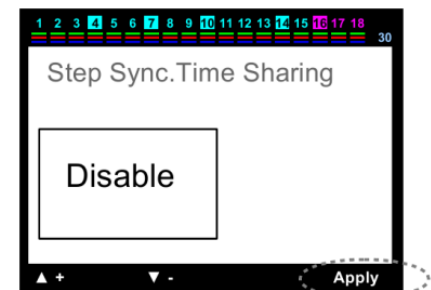 1 2 3 4 5 6 7 8 9 10 11 12 13 14 15 16 17 18
30
Step Sync.Time Sharing
Disable
▲ + ▼ - Apply